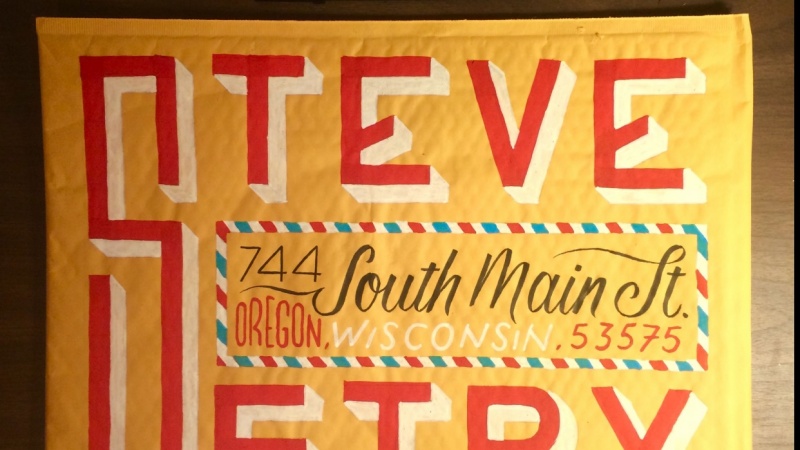 STEVE
744 South Main St.
OREGON, WISCONSIN, 53575